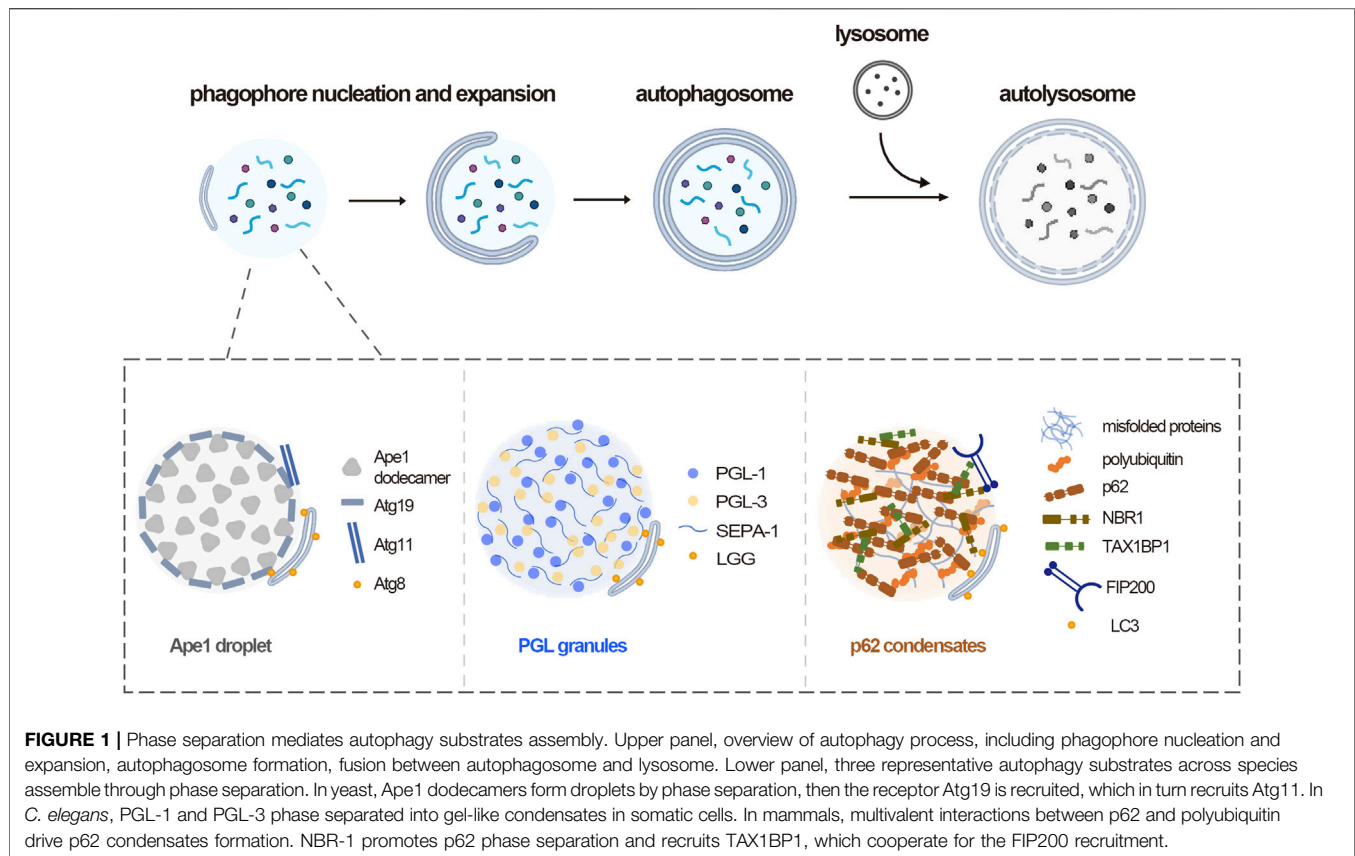 lysosome
phagophore nucleation and expansion
autophagosome
autolysosome
Ape1
dodecamer
Atg19
Atg11
Atg8
Ape1 droplet
PGL-1
PGL-3
SEPA-1
LGG
PGL granules
misfolded proteins
polyubiquitin
p62
NBR1
TAX1BP1
FIP200
LC3
p62 condensates
FIGURE 1 | Phase separation mediates autophagy substrates assembly. Upper panel, overview of autophagy process, including phagophore nucleation and
expansion, autophagosome formation, fusion between autophagosome and lysosome. Lower panel, three representative autophagy substrates across species
assemble through phase separation. In yeast, Ape1 dodecamers form droplets by phase separation, then the receptor Atg19 is recruited, which in turn recruits Atg11. In
C. elegans, PGL-1 and PGL-3 phase separated into gel-like condensates in somatic cells. In mammals, multivalent interactions between p62 and polyubiquitin
drive p62 condensates formation. NBR-1 promotes p62 phase separation and recruits TAX1BP1, which cooperate for the FIP200 recruitment.